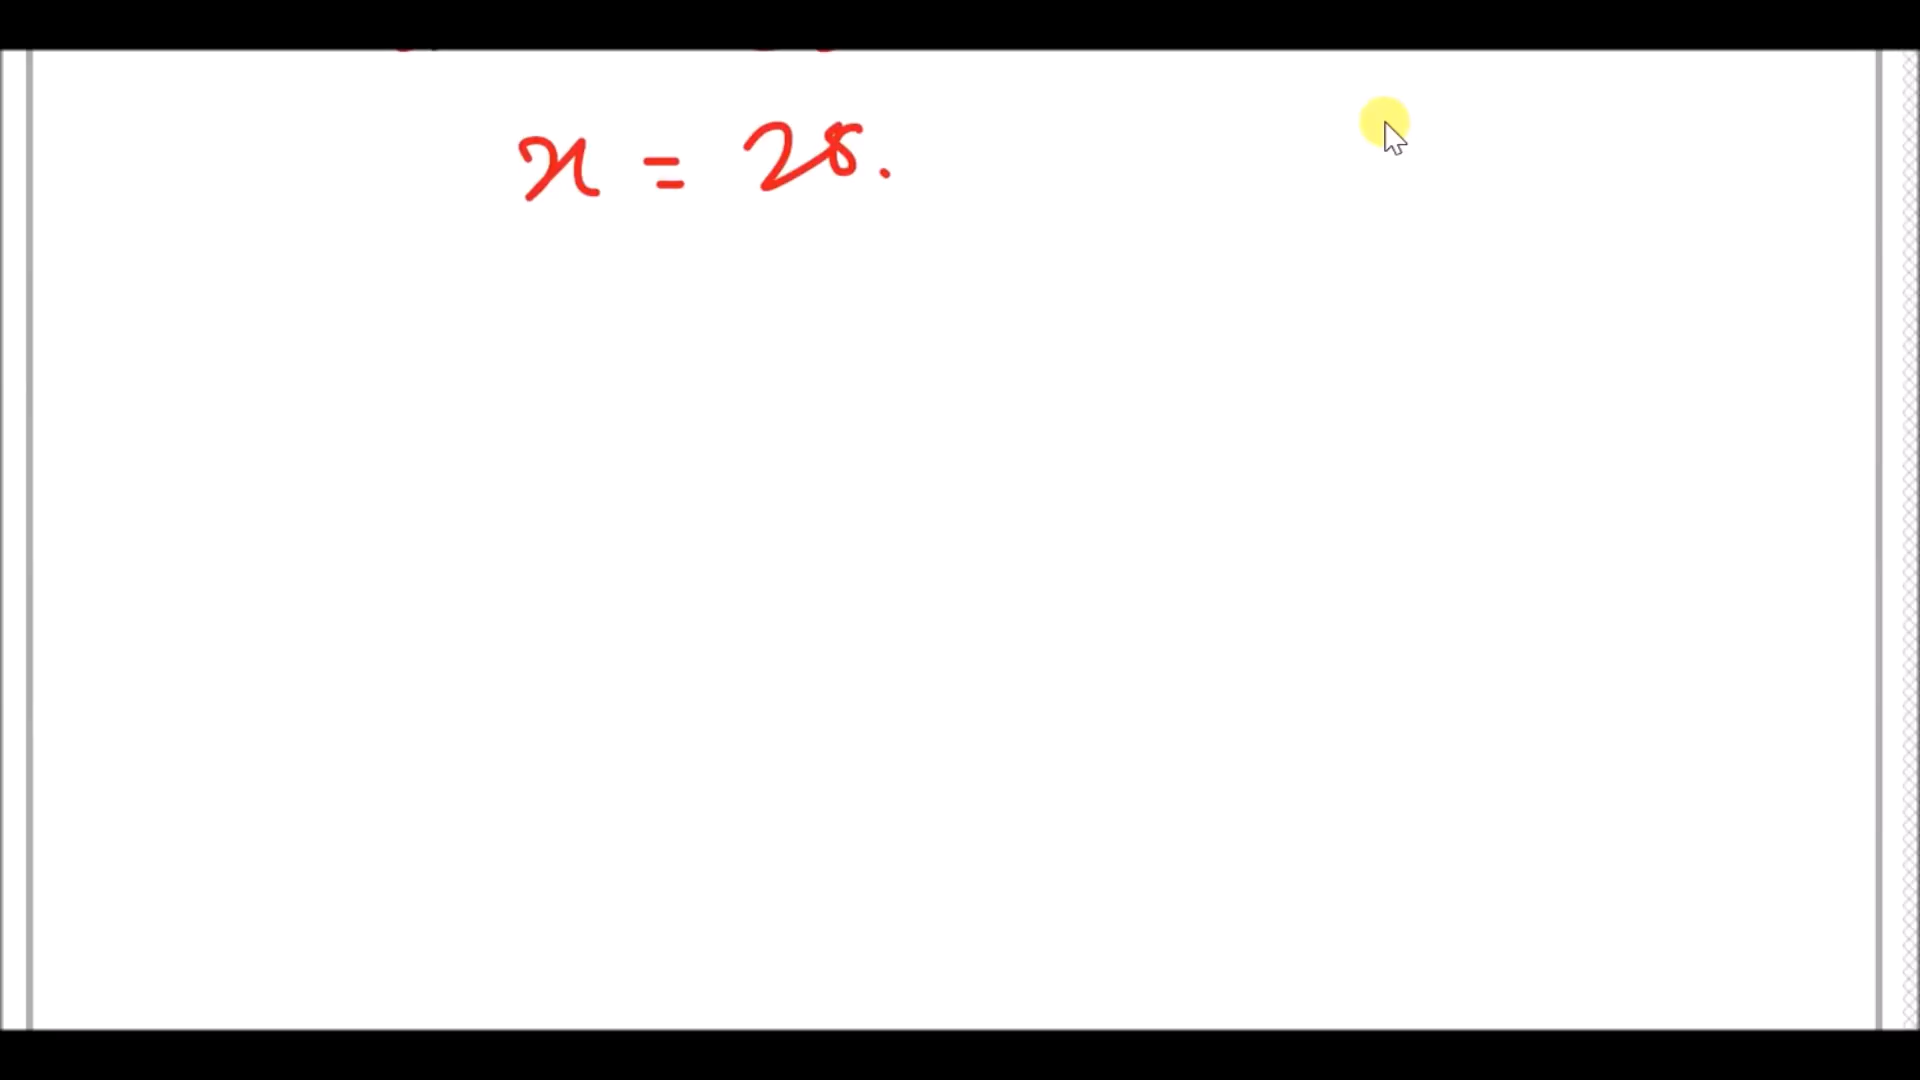 x = 28.